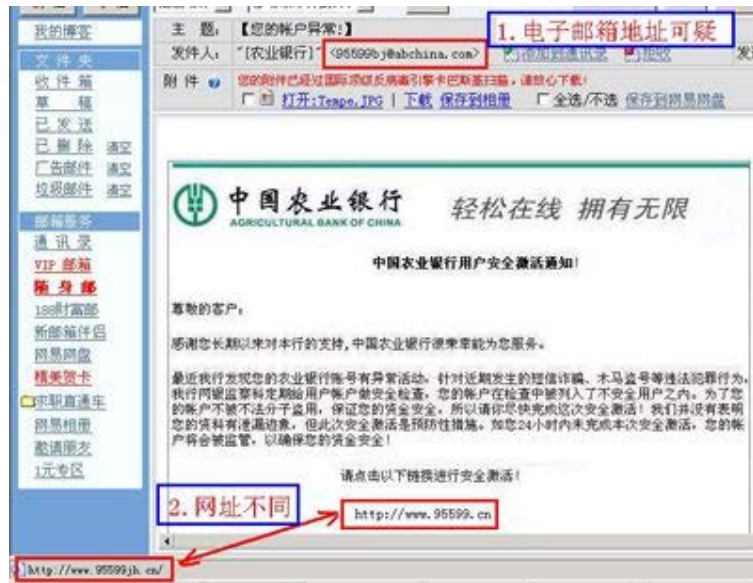 我的博客
主 题: 【您的帐户异常!】
1. 电子邮箱地址可疑
发件人: "[农业银行]" <95599bj@abchina.com> 添加到通讯录 拒收 发
文件夹
附 件 您的附件已经过国际顶级反病毒引擎卡巴斯基扫描,请放心下载!
收件箱
打开:Tempo.JPG | 下载 保存到相册 全选/不选 保存到网易网盘
草 稿
已发送
已删除 清空
广告邮件 清空
垃圾邮件 清空
中国农业银行
AGRICULTURAL BANK OF CHINA
轻松在线 拥有无限
邮箱服务
通讯录
VIP 邮箱
随身邮
188财富邮
新邮箱伴侣
网易网盘
精美贺卡
求职直通车
网易相册
邀请朋友
1元专区
中国农业银行用户安全激活通知!
尊敬的客户:
感谢您长期以来对本行的支持,中国农业银行很荣幸能为您服务。
最近我行发现您的农业银行账号有异常活动。针对近期发生的短信诈骗、木马盗号等违法犯罪行为,
我行网银监察科定期给用户帐户做安全检查,您的帐户在检查中被列入了不安全用户之内。为了您
的帐户不被不法分子盗用,保证您的资金安全,所以请你尽快完成这次安全激活!我们并没有表明
您的资料有泄漏迹象,但此次安全激活是预防性措施。如您24小时内未完成本次安全激活,您的帐
户将会被监管,以确保您的资金安全!
请点击以下链接进行安全激活!
2. 网址不同
http://www.95599.cn
http://www.95599jh.cn/